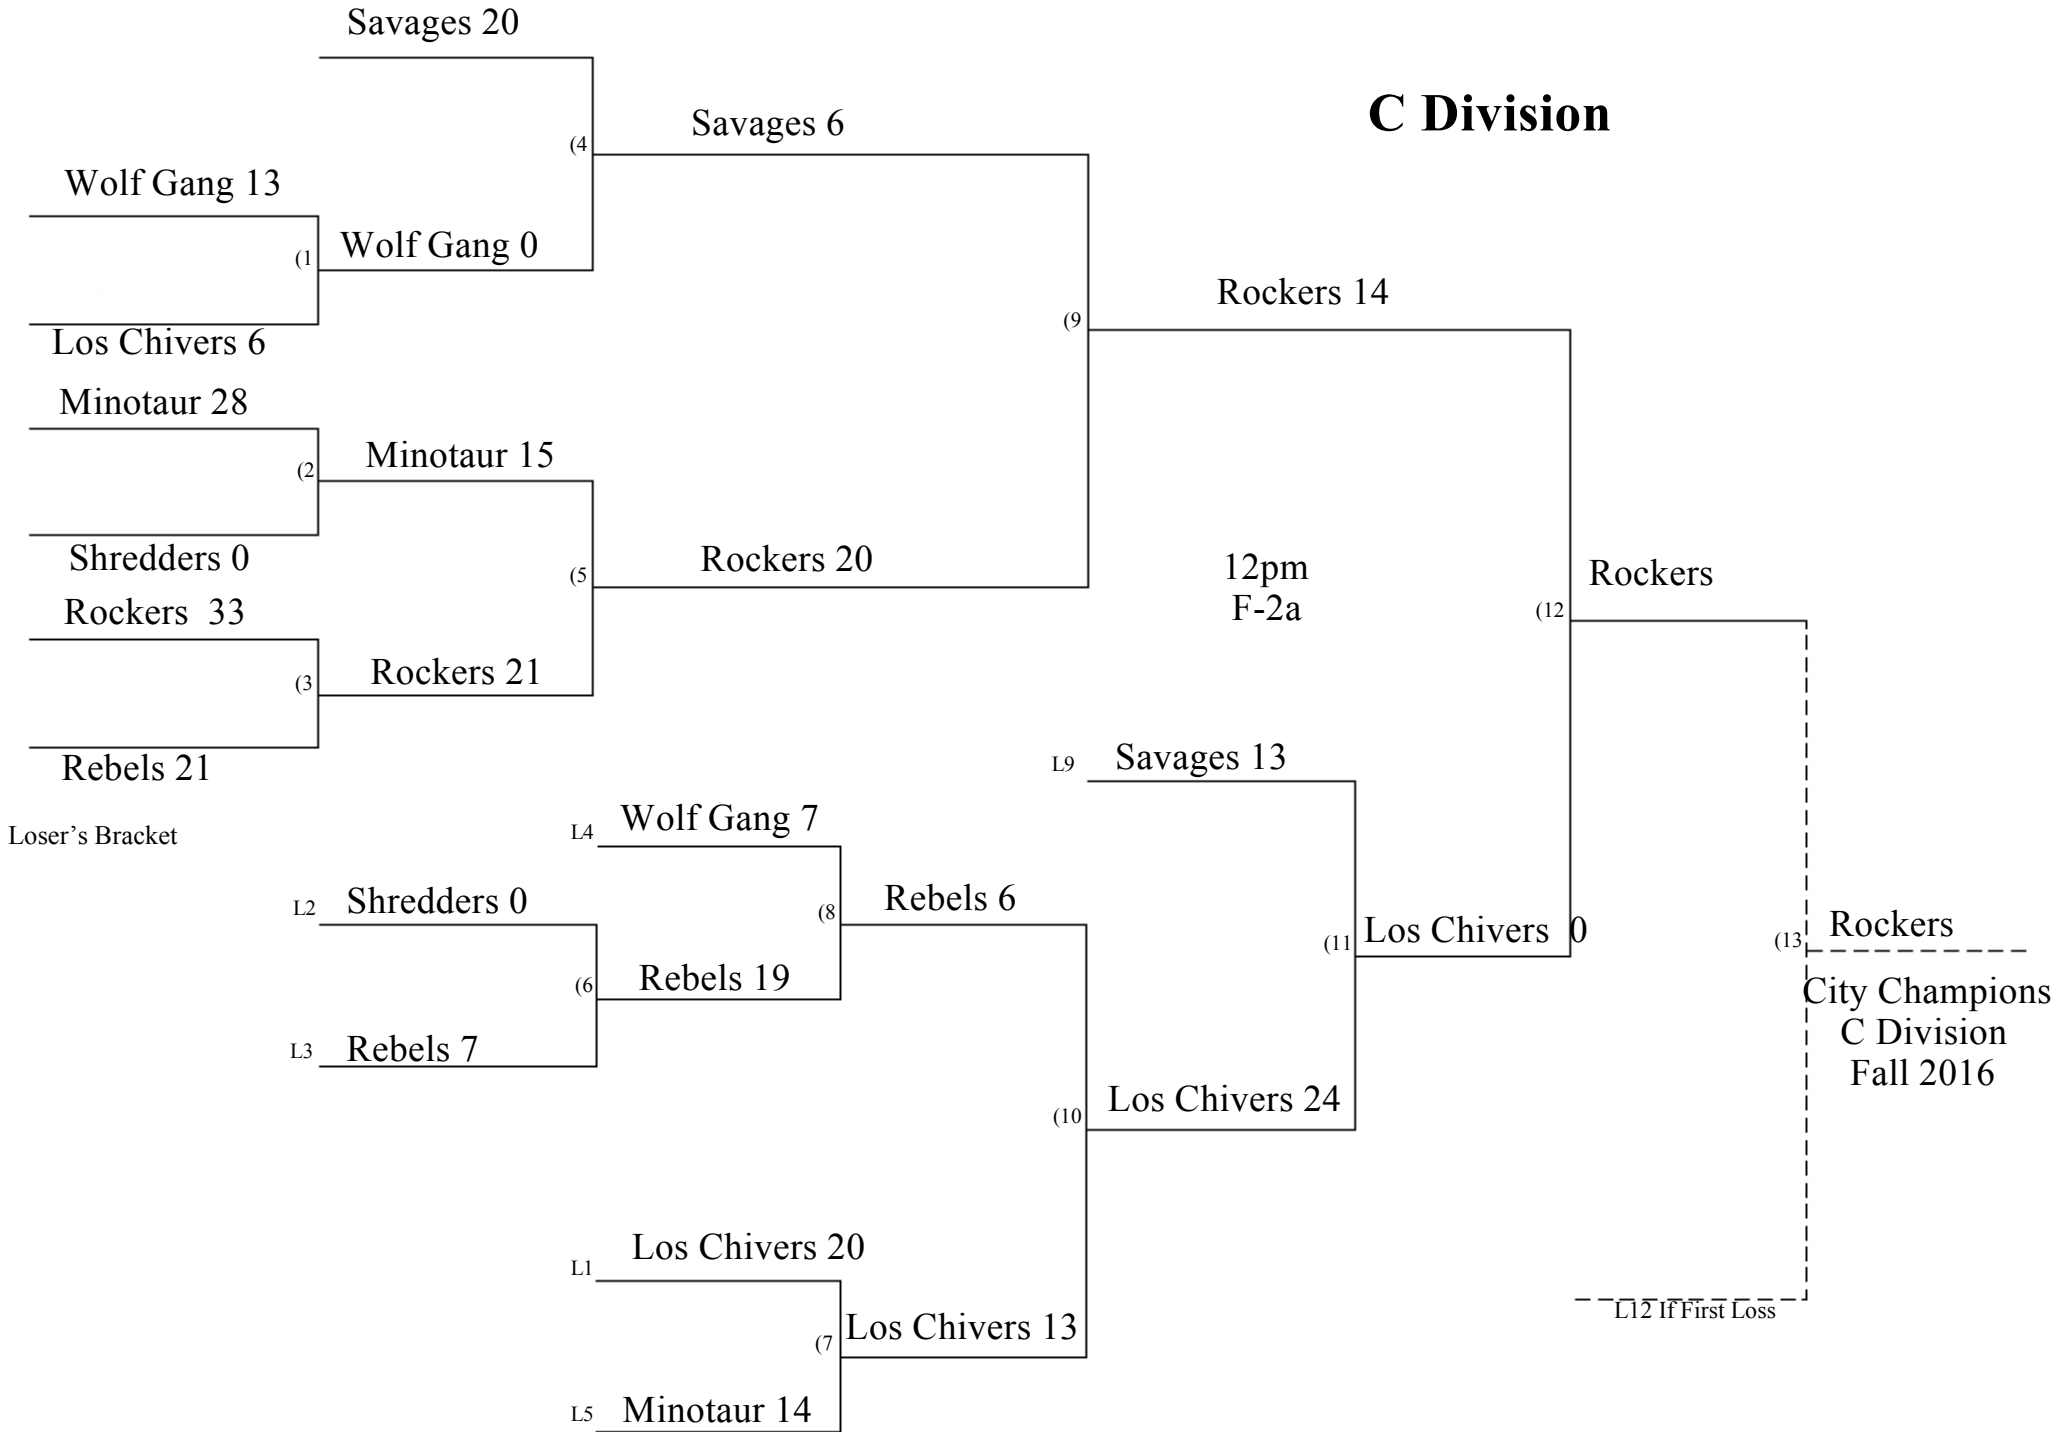 Savages 20
C Division
(4
Savages 6
Wolf Gang 13
(1
Wolf Gang 0
Los Chivers 6
Rockers 14
(9
Minotaur 28
(2
Minotaur 15
Shredders 0
(5
Rockers 20
12pm
F-2a
Rockers
(12
Rockers  33
(3
Rockers 21
Rebels 21
L9
Savages 13
Loser’s Bracket
L4
Wolf Gang 7
L2
Shredders 0
(8
Rebels 6
(11
Los Chivers  0
(13
Rockers
City Champions
C Division
Fall 2016
(6
Rebels 19
L3
Rebels 7
(10
Los Chivers 24
L1
Los Chivers 20
L12 If First Loss
(7
Los Chivers 13
L5
Minotaur 14